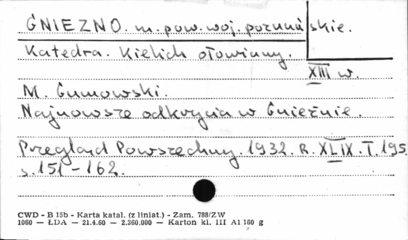 GNIEZNO. m. pow. woj. poznańskie.
Katedra. Kielich ołowiany.
XIII w.
M. Gumowski.
Najnowsze odkrycia w Gnieźnie.
Przegląd Powszechny. 1932. R. XLIX. T. 195.
s. 151-162.
CWD - B 15b - Karta katal. (z liniat.) - Zam. 788/ZW
1060 — ŁDA — 21.4.60 - 2.360.000 — Karton kl. III A1 160 g